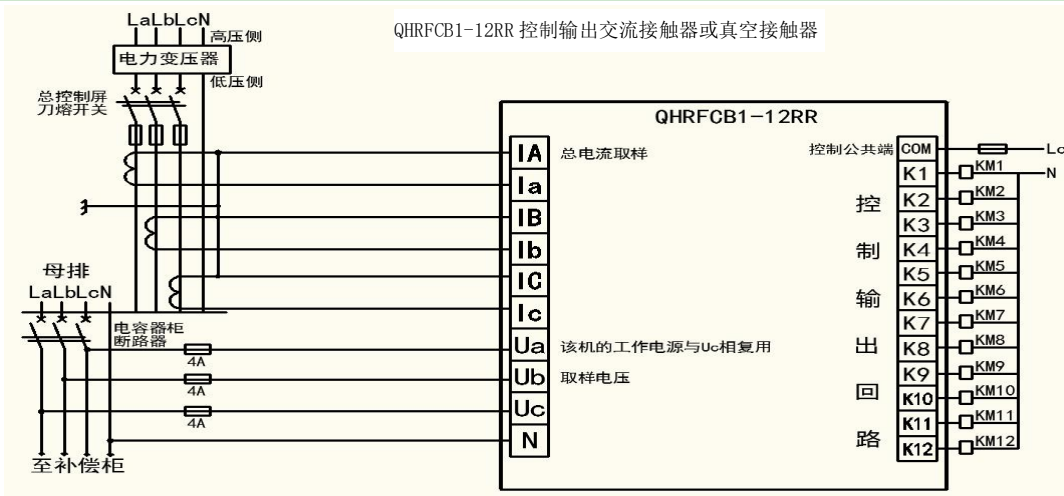 QHRFCB1-12RR 控制输出交流接触器或真空接触器
LaLbLcN
高压侧
电力变压器
低压侧
总控制屏
刀熔开关
母排
LaLbLcN
电容器柜
断路器
4A
4A
4A
至补偿柜
QHRFCB1-12RR
IA 总电流取样
Ia
IB
Ib
IC
Ic
Ua 该机的工作电源与Uc相复用
Ub 取样电压
Uc
N
控制公共端 COM Lc
控制输出回路
K1 KM1 N
K2 KM2
K3 KM3
K4 KM4
K5 KM5
K6 KM6
K7 KM7
K8 KM8
K9 KM9
K10 KM10
K11 KM11
K12 KM12